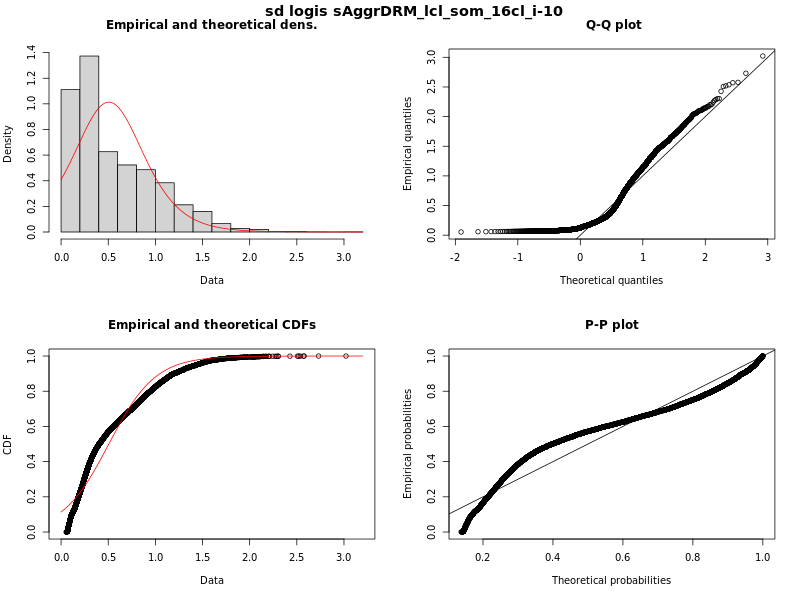 sd logis sAggrDRM_lcl_som_16cl_i-10
Empirical and theoretical dens.
Density
0.0 0.2 0.4 0.6 0.8 1.0 1.2 1.4
0.0 0.5 1.0 1.5 2.0 2.5 3.0
Data
Q-Q plot
Empirical quantiles
0.0 0.5 1.0 1.5 2.0 2.5 3.0
-2 -1 0 1 2 3
Theoretical quantiles
Empirical and theoretical CDFs
CDF
0.0 0.2 0.4 0.6 0.8 1.0
0.0 0.5 1.0 1.5 2.0 2.5 3.0
Data
P-P plot
Empirical probabilities
0.0 0.2 0.4 0.6 0.8 1.0
0.2 0.4 0.6 0.8 1.0
Theoretical probabilities